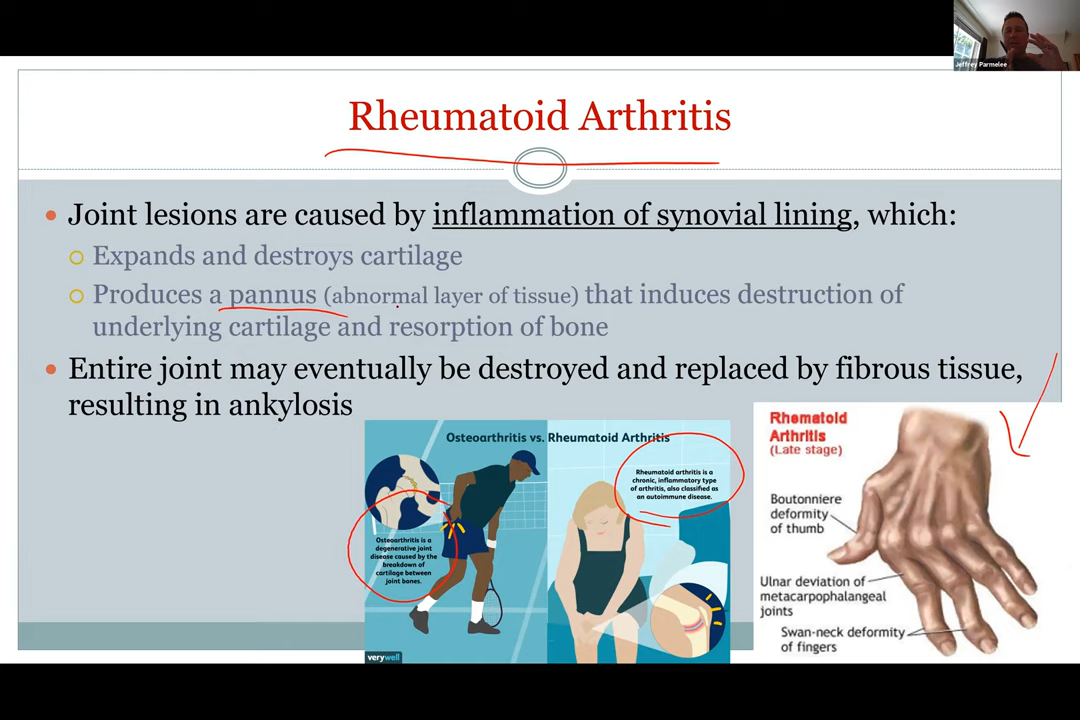 Jeffrey Parmelee
Rheumatoid Arthritis
Joint lesions are caused by inflammation of synovial lining, which:
Expands and destroys cartilage
Produces a pannus (abnormal layer of tissue) that induces destruction of
underlying cartilage and resorption of bone
Entire joint may eventually be destroyed and replaced by fibrous tissue,
resulting in ankylosis
Osteoarthritis vs. Rheumatoid Arthritis
Rheumatoid arthritis is a
chronic, inflammatory type
of arthritis, also classified as
an autoimmune disease.
Osteoarthritis is a
degenerative joint
disease caused by the
breakdown of
cartilage between
joint bones.
verywell
Rhematoid
Arthritis
(Late stage)
Boutonniere
deformity
of thumb
Ulnar deviation of
metacarpophalangeal
joints
Swan-neck deformity
of fingers